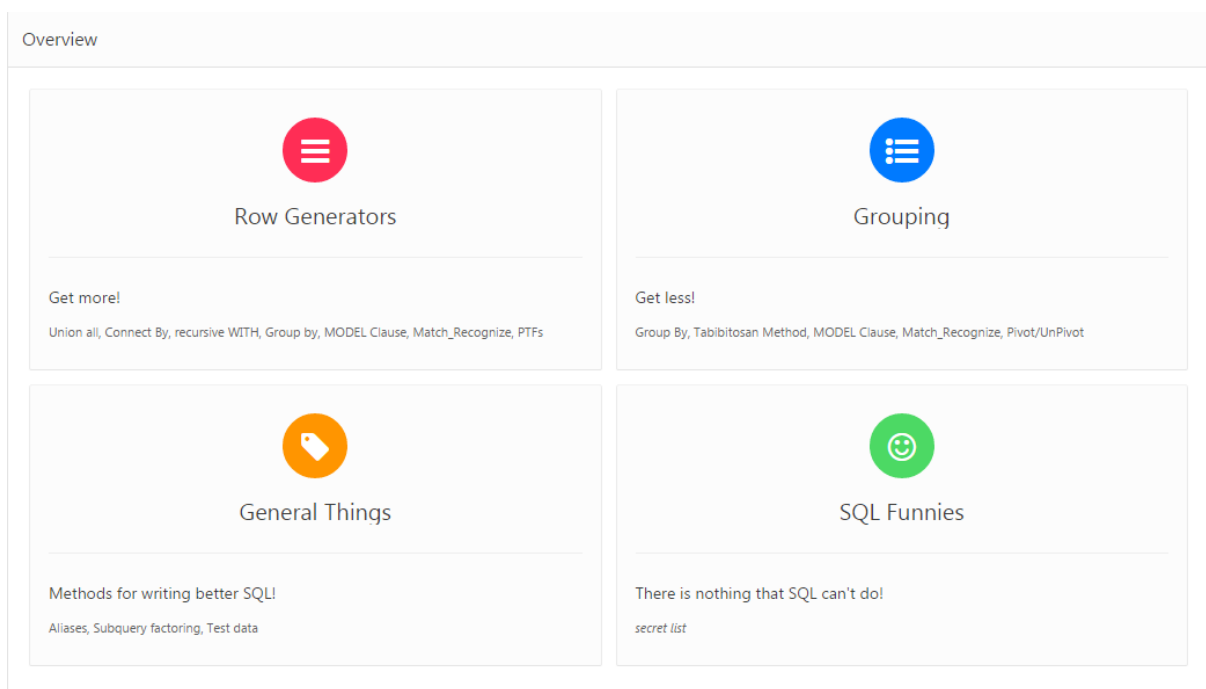 Overview
Row Generators
Get more!
Union all, Connect By, recursive WITH, Group by, MODEL Clause, Match_Recognize, PTFs
Grouping
Get less!
Group By, Tabibitosan Method, MODEL Clause, Match_Recognize, Pivot/UnPivot
General Things
Methods for writing better SQL!
Aliases, Subquery factoring, Test data
SQL Funnies
There is nothing that SQL can't do!
secret list